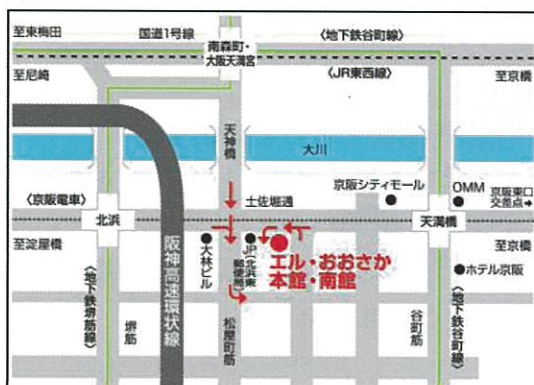 至東梅田
国道1号線
〈地下鉄谷町線〉
南森町・
大阪天満宮
至尼崎
〈JR東西線〉
至京橋
天神橋
大川
京阪シティモール
OMM
京阪東口
交差点➔
〈京阪電車〉
北浜
土佐堀通
天満橋
至淀屋橋
大林ビル
JP(北浜東
郵便局)
エル・おおさか
本館・南館
至京橋
ホテル京阪
阪神高速環状線
〈地下鉄堺筋線〉
堺筋
松屋町筋
谷町筋
〈地下鉄谷町線〉